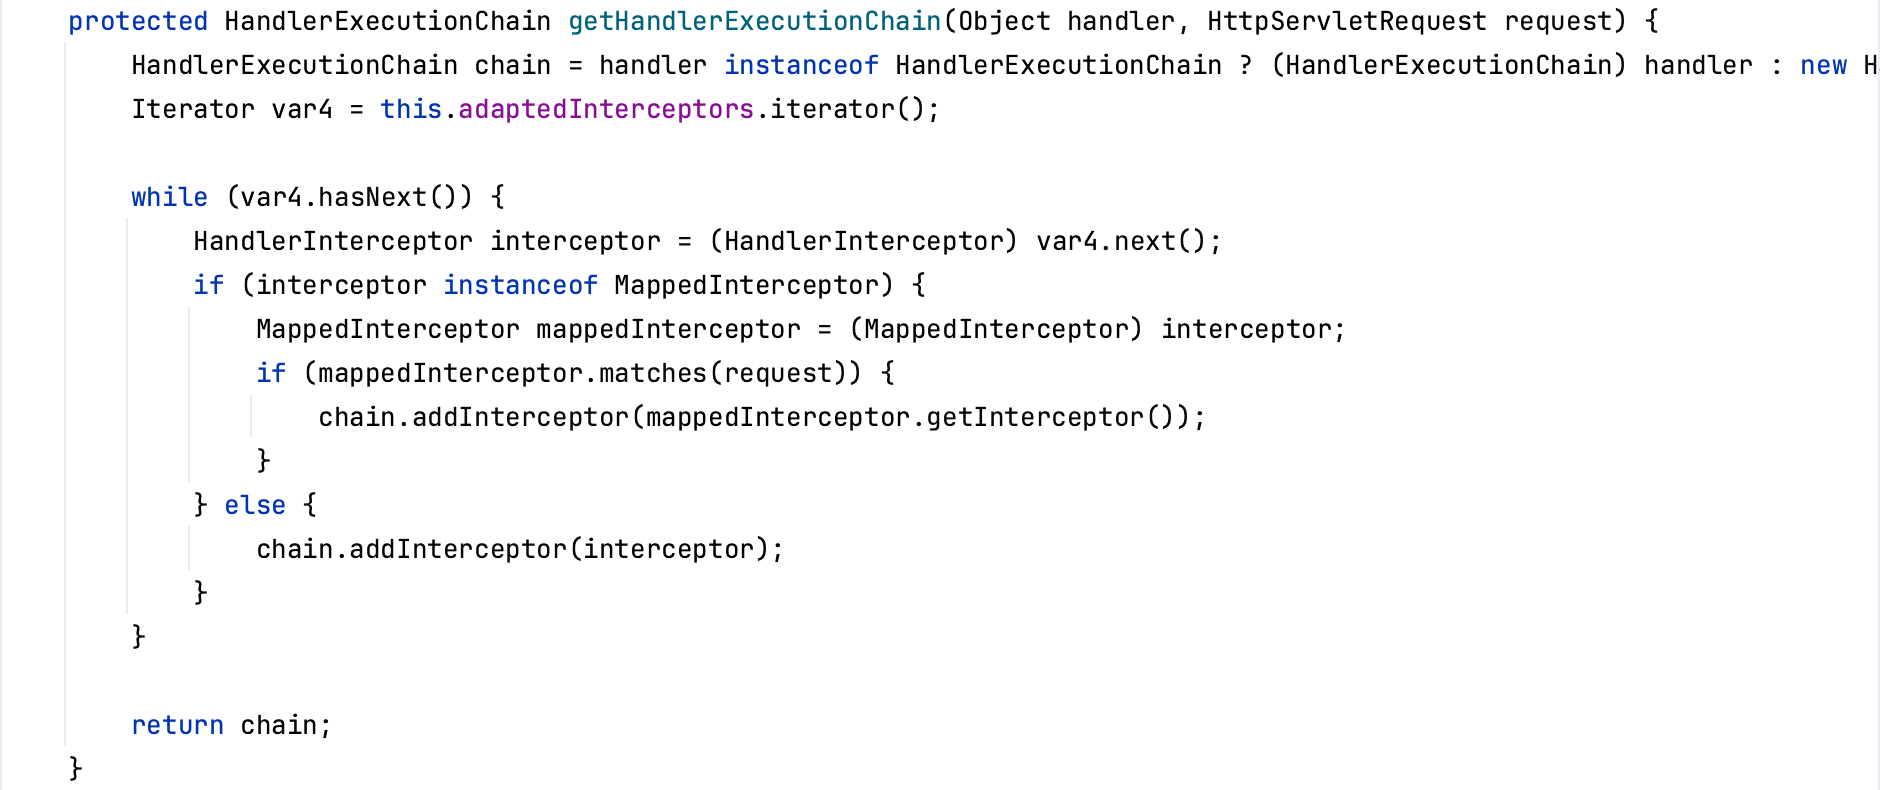 protected HandlerExecutionChain getHandlerExecutionChain(Object handler, HttpServletRequest request) {
    HandlerExecutionChain chain = handler instanceof HandlerExecutionChain ? (HandlerExecutionChain) handler : new
    Iterator var4 = this.adaptedInterceptors.iterator();

    while (var4.hasNext()) {
        HandlerInterceptor interceptor = (HandlerInterceptor) var4.next();
        if (interceptor instanceof MappedInterceptor) {
            MappedInterceptor mappedInterceptor = (MappedInterceptor) interceptor;
            if (mappedInterceptor.matches(request)) {
                chain.addInterceptor(mappedInterceptor.getInterceptor());
            }
        } else {
            chain.addInterceptor(interceptor);
        }
    }

    return chain;
}